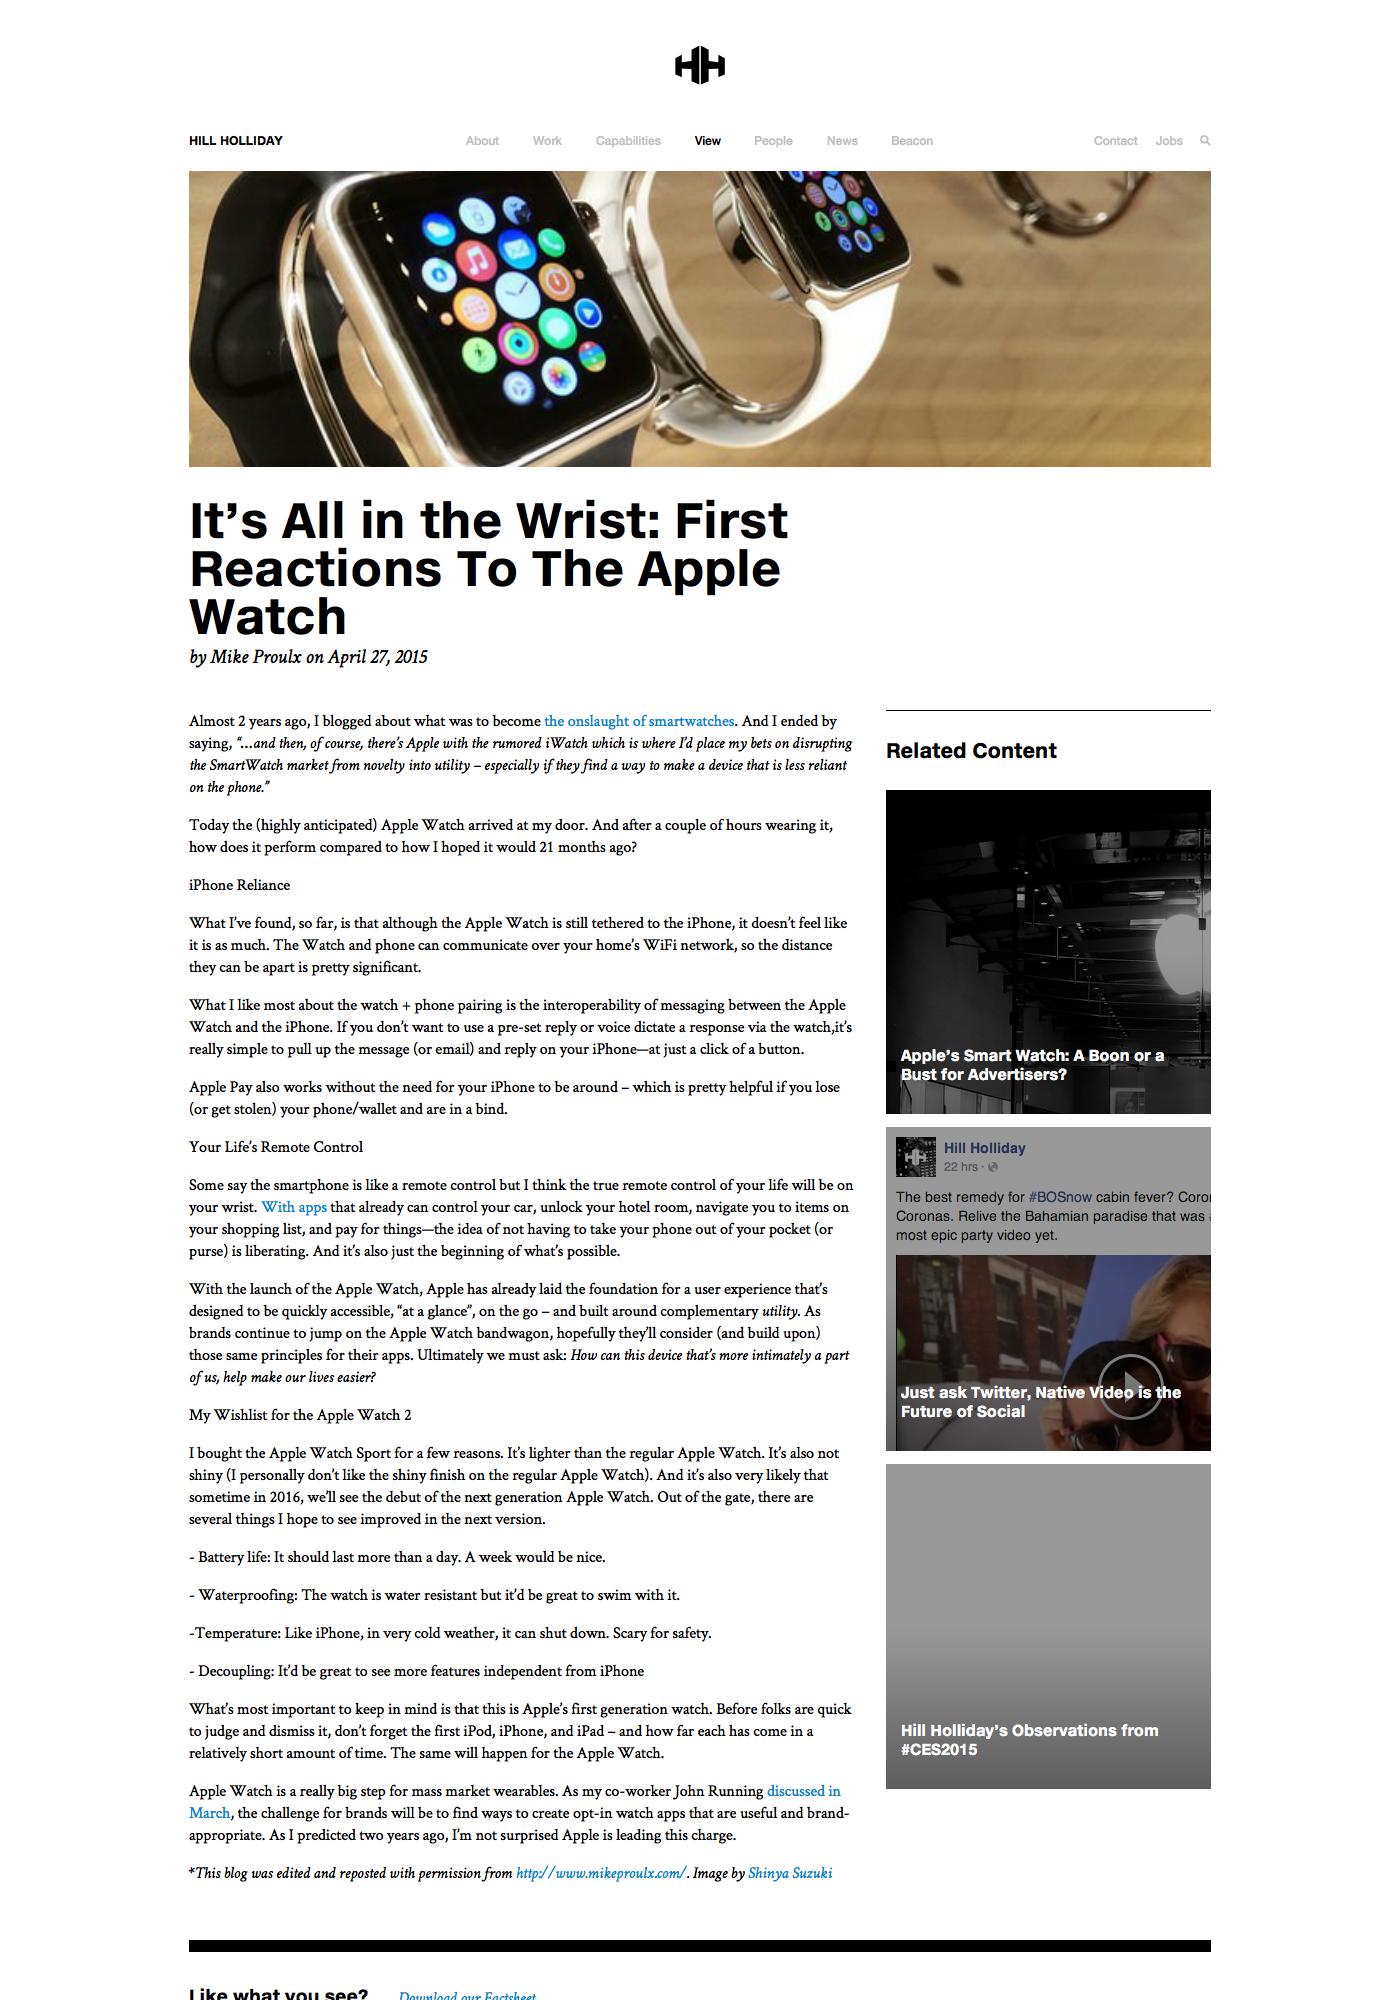 HILL HOLLIDAY
About Work Capabilities View People News Beacon
Contact Jobs
It's All in the Wrist: First
Reactions To The Apple
Watch
by Mike Proulx on April 27, 2015
Almost 2 years ago, I blogged about what was to become the onslaught of smartwatches. And I ended by
saying, “…and then, of course, there’s Apple with the rumored iWatch which is where I’d place my bets on disrupting
the SmartWatch market from novelty into utility – especially if they find a way to make a device that is less reliant
on the phone.”
Today the (highly anticipated) Apple Watch arrived at my door. And after a couple of hours wearing it,
how does it perform compared to how I hoped it would 21 months ago?
iPhone Reliance
What I’ve found, so far, is that although the Apple Watch is still tethered to the iPhone, it doesn’t feel like
it is as much. The Watch and phone can communicate over your home’s WiFi network, so the distance
they can be apart is pretty significant.
What I like most about the watch + phone pairing is the interoperability of messaging between the Apple
Watch and the iPhone. If you don’t want to use a pre-set reply or voice dictate a response via the watch,it’s
really simple to pull up the message (or email) and reply on your iPhone—at just a click of a button.
Apple Pay also works without the need for your iPhone to be around – which is pretty helpful if you lose
(or get stolen) your phone/wallet and are in a bind.
Your Life’s Remote Control
Some say the smartphone is like a remote control but I think the true remote control of your life will be on
your wrist. With apps that already can control your car, unlock your hotel room, navigate you to items on
your shopping list, and pay for things—the idea of not having to take your phone out of your pocket (or
purse) is liberating. And it’s also just the beginning of what’s possible.
With the launch of the Apple Watch, Apple has already laid the foundation for a user experience that’s
designed to be quickly accessible, “at a glance”, on the go – and built around complementary utility. As
brands continue to jump on the Apple Watch bandwagon, hopefully they’ll consider (and build upon)
those same principles for their apps. Ultimately we must ask: How can this device that’s more intimately a part
of us, help make our lives easier?
My Wishlist for the Apple Watch 2
I bought the Apple Watch Sport for a few reasons. It’s lighter than the regular Apple Watch. It’s also not
shiny (I personally don’t like the shiny finish on the regular Apple Watch). And it’s also very likely that
sometime in 2016, we’ll see the debut of the next generation Apple Watch. Out of the gate, there are
several things I hope to see improved in the next version.
- Battery life: It should last more than a day. A week would be nice.
- Waterproofing: The watch is water resistant but it’d be great to swim with it.
-Temperature: Like iPhone, in very cold weather, it can shut down. Scary for safety.
- Decoupling: It’d be great to see more features independent from iPhone
What’s most important to keep in mind is that this is Apple’s first generation watch. Before folks are quick
to judge and dismiss it, don’t forget the first iPod, iPhone, and iPad – and how far each has come in a
relatively short amount of time. The same will happen for the Apple Watch.
Apple Watch is a really big step for mass market wearables. As my co-worker John Running discussed in
March, the challenge for brands will be to find ways to create opt-in watch apps that are useful and brand-
appropriate. As I predicted two years ago, I’m not surprised Apple is leading this charge.
*This blog was edited and reposted with permission from http://www.mikeproulx.com/. Image by Shinya Suzuki
Related Content
Apple’s Smart Watch: A Boon or a
Bust for Advertisers?
Hill Holliday
22 hrs ·
The best remedy for #BOSnow cabin fever? Coro
Coronas. Relive the Bahamian paradise that was
most epic party video yet.
Just ask Twitter, Native Video is the
Future of Social
Hill Holliday’s Observations from
#CES2015
Like what you see? Download our Factsheet